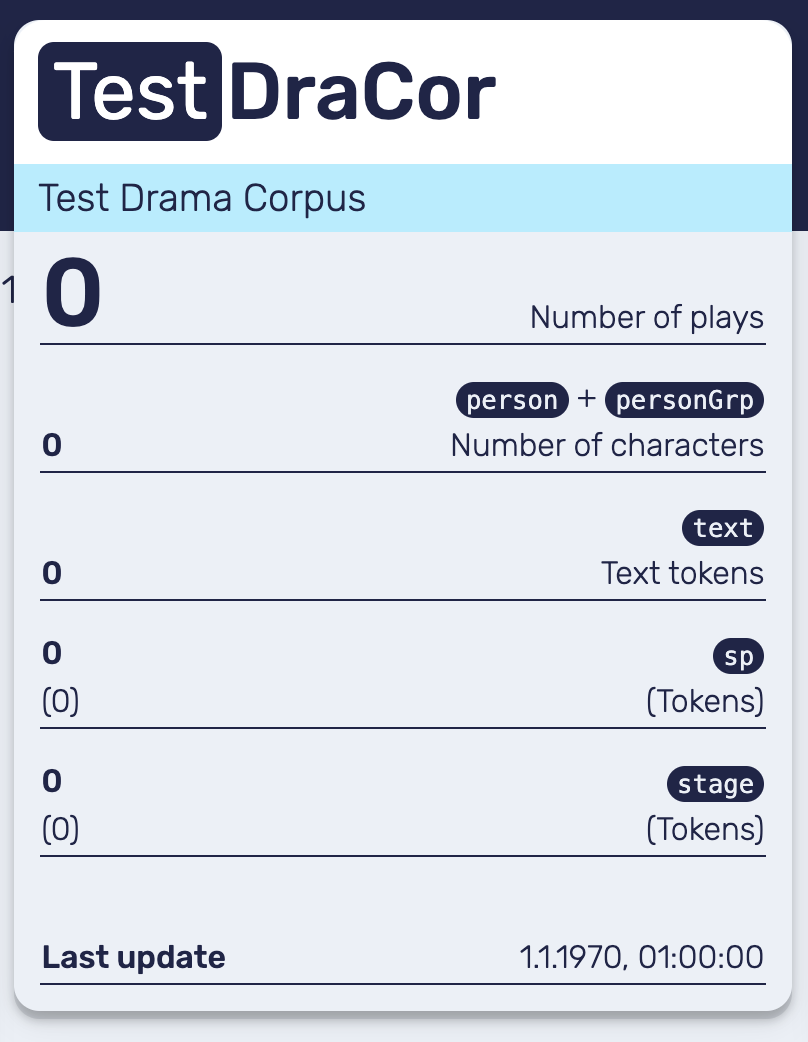 TestDraCor
Test Drama Corpus
1
0 Number of plays
person + personGrp
0 Number of characters
text
0 Text tokens
0 sp
(0) (Tokens)
0 stage
(0) (Tokens)
Last update 1.1.1970, 01:00:00